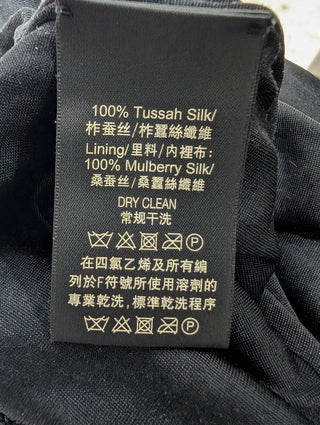 100% Tussah Silk/
柞蚕丝/柞蠶絲纖維
Lining/里料/内裡布:
100% Mulberry Silk/
桑蚕丝/桑蠶絲纖維
DRY CLEAN
常规干洗
P
在四氯乙烯及所有編
列於F符號所使用溶劑的
專業乾洗,標準乾洗程序
P